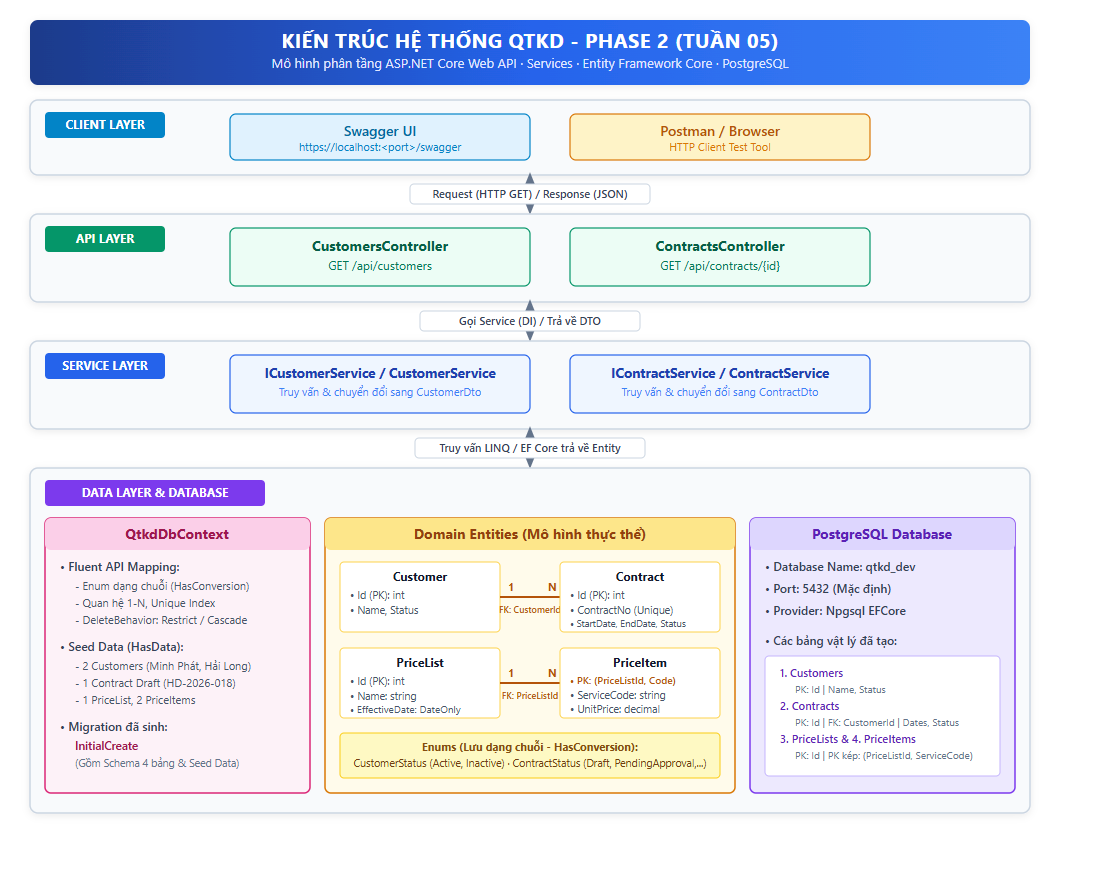 KIẾN TRÚC HỆ THỐNG QTKD - PHASE 2 (TUẦN 05)
Mô hình phân tầng ASP.NET Core Web API · Services · Entity Framework Core · PostgreSQL
CLIENT LAYER
Swagger UI
https://localhost:<port>/swagger
Postman / Browser
HTTP Client Test Tool
Request (HTTP GET) / Response (JSON)
API LAYER
CustomersController
GET /api/customers
ContractsController
GET /api/contracts/{id}
Gọi Service (DI) / Trả về DTO
SERVICE LAYER
ICustomerService / CustomerService
Truy vấn & chuyển đổi sang CustomerDto
IContractService / ContractService
Truy vấn & chuyển đổi sang ContractDto
Truy vấn LINQ / EF Core trả về Entity
DATA LAYER & DATABASE
QtkdDbContext
• Fluent API Mapping:
- Enum dạng chuỗi (HasConversion)
- Quan hệ 1-N, Unique Index
- DeleteBehavior: Restrict / Cascade
• Seed Data (HasData):
- 2 Customers (Minh Phát, Hải Long)
- 1 Contract Draft (HD-2026-018)
- 1 PriceList, 2 PriceItems
• Migration đã sinh:
InitialCreate
(Gồm Schema 4 bảng & Seed Data)
Domain Entities (Mô hình thực thể)
Customer
• Id (PK): int
• Name, Status
1 N
FK: CustomerId
Contract
• Id (PK): int
• ContractNo (Unique)
• StartDate, EndDate, Status
PriceList
• Id (PK): int
• Name: string
• EffectiveDate: DateOnly
1 N
FK: PriceListId
PriceItem
• PK: (PriceListId, Code)
• ServiceCode: string
• UnitPrice: decimal
Enums (Lưu dạng chuỗi - HasConversion):
CustomerStatus (Active, Inactive) · ContractStatus (Draft, PendingApproval,...)
PostgreSQL Database
• Database Name: qtkd_dev
• Port: 5432 (Mặc định)
• Provider: Npgsql EFCore
• Các bảng vật lý đã tạo:
1. Customers
PK: Id | Name, Status
2. Contracts
PK: Id | FK: CustomerId | Dates, Status
3. PriceLists & 4. PriceItems
PK: Id | PK kép: (PriceListId, ServiceCode)